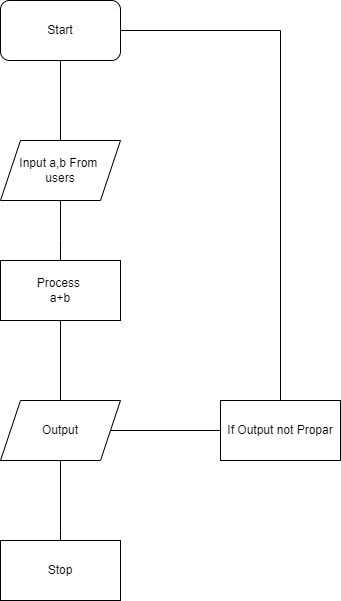 Start
Input a,b From
users
Process
a+b
Output
If Output not Propar
Stop